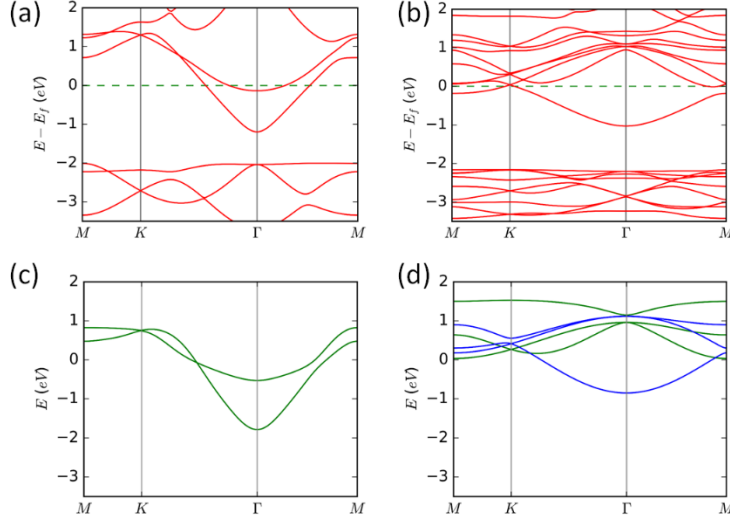 (a)
E − E_f (eV)
2
1
0
−1
−2
−3
M K Γ M
(b)
E − E_f (eV)
2
1
0
−1
−2
−3
M K Γ M
(c)
E (eV)
2
1
0
−1
−2
−3
M K Γ M
(d)
E (eV)
2
1
0
−1
−2
−3
M K Γ M